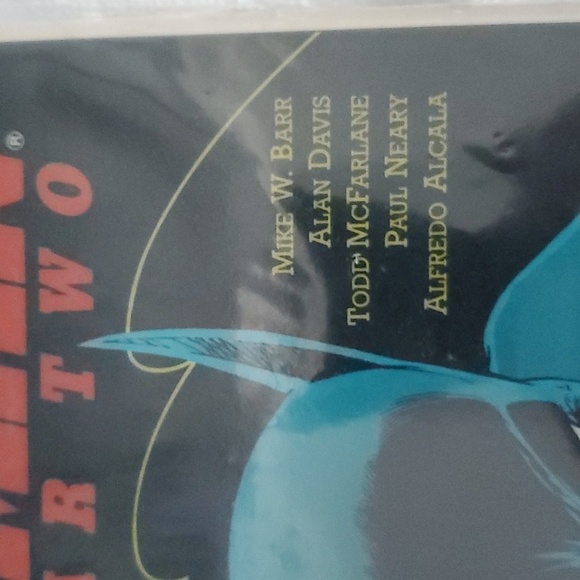 MIKE W. BARR
ALAN DAVIS
TODD McFARLANE
PAUL NEARY
ALFREDO ALCALA
®
TWO